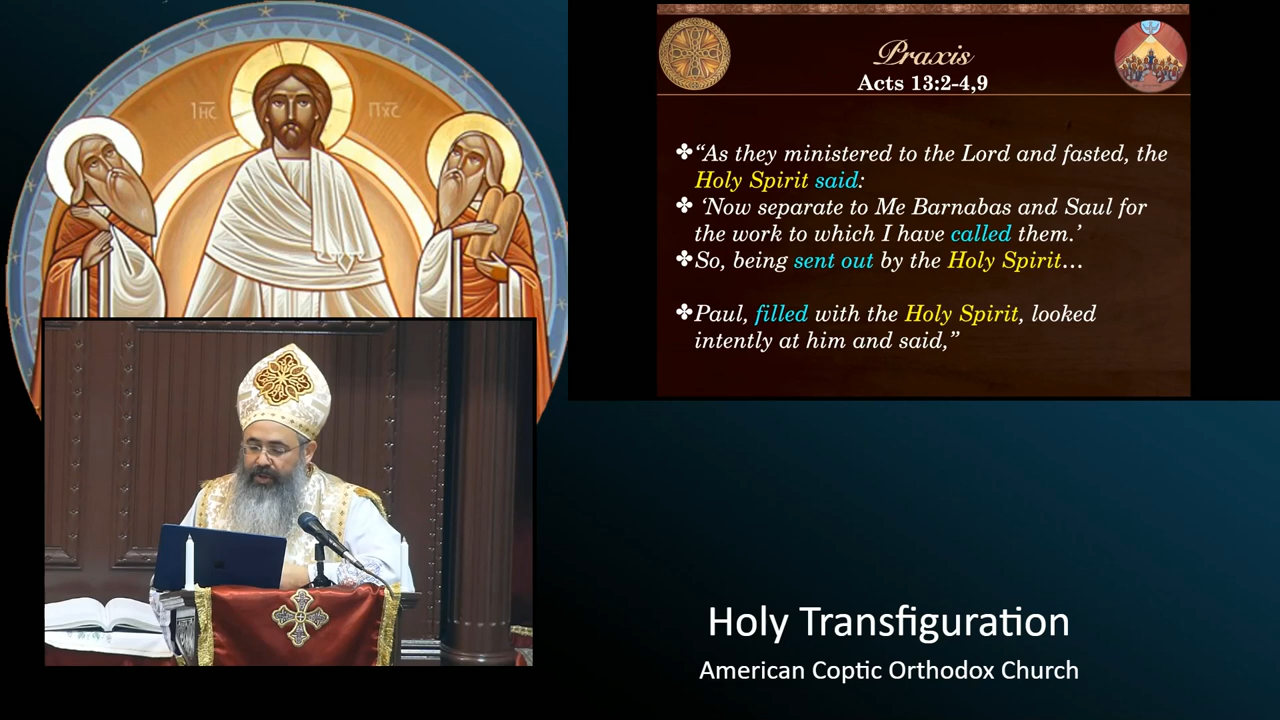 ΙΗC ΠΧC
Praxis
Acts 13:2-4,9
✤“As they ministered to the Lord and fasted, the
Holy Spirit said:
✤ ‘Now separate to Me Barnabas and Saul for
the work to which I have called them.’
✤So, being sent out by the Holy Spirit…
✤Paul, filled with the Holy Spirit, looked
intently at him and said,”
Holy Transfiguration
American Coptic Orthodox Church